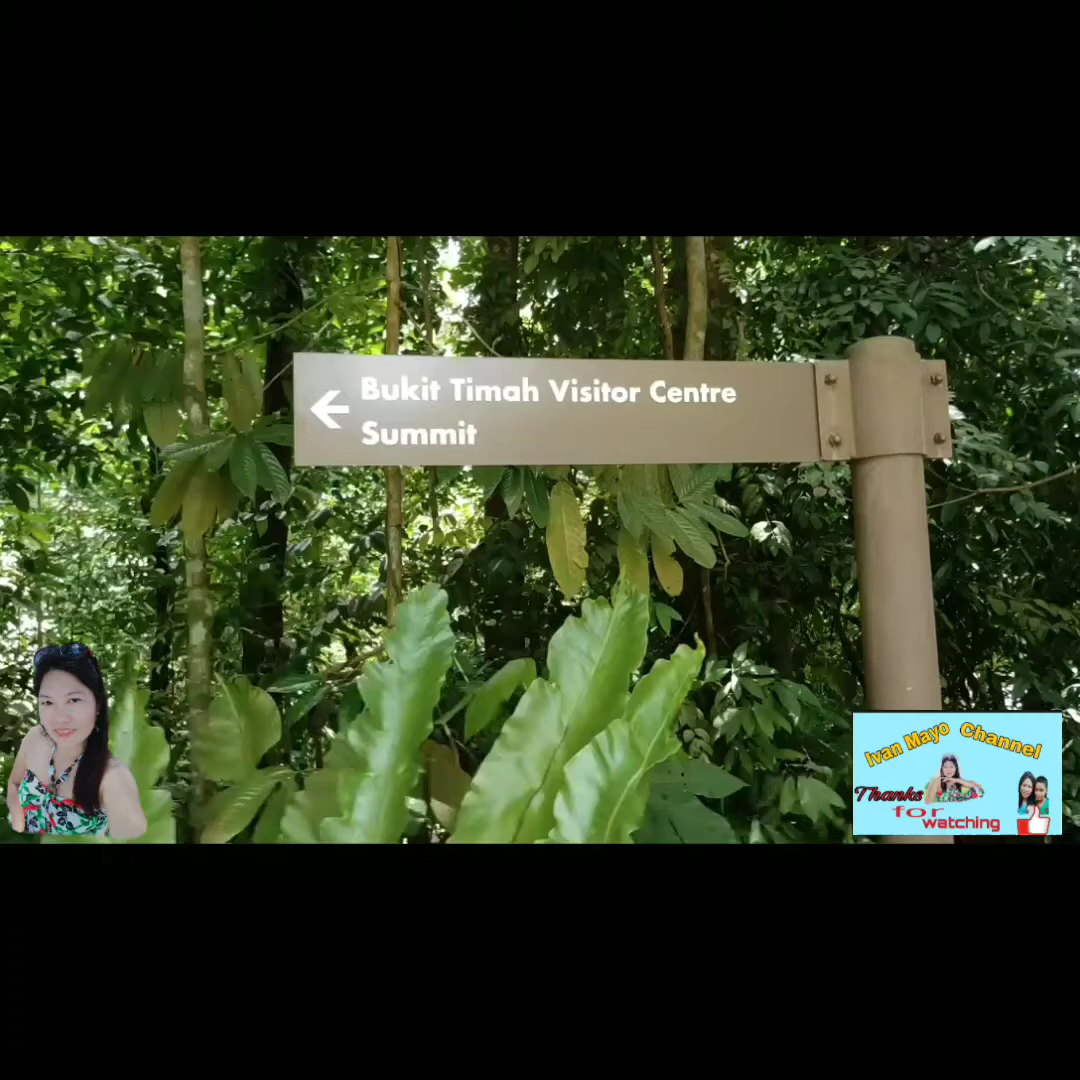 Bukit Timah Visitor Centre
Summit
Ivan Mayo Channel
Thanks
for
watching